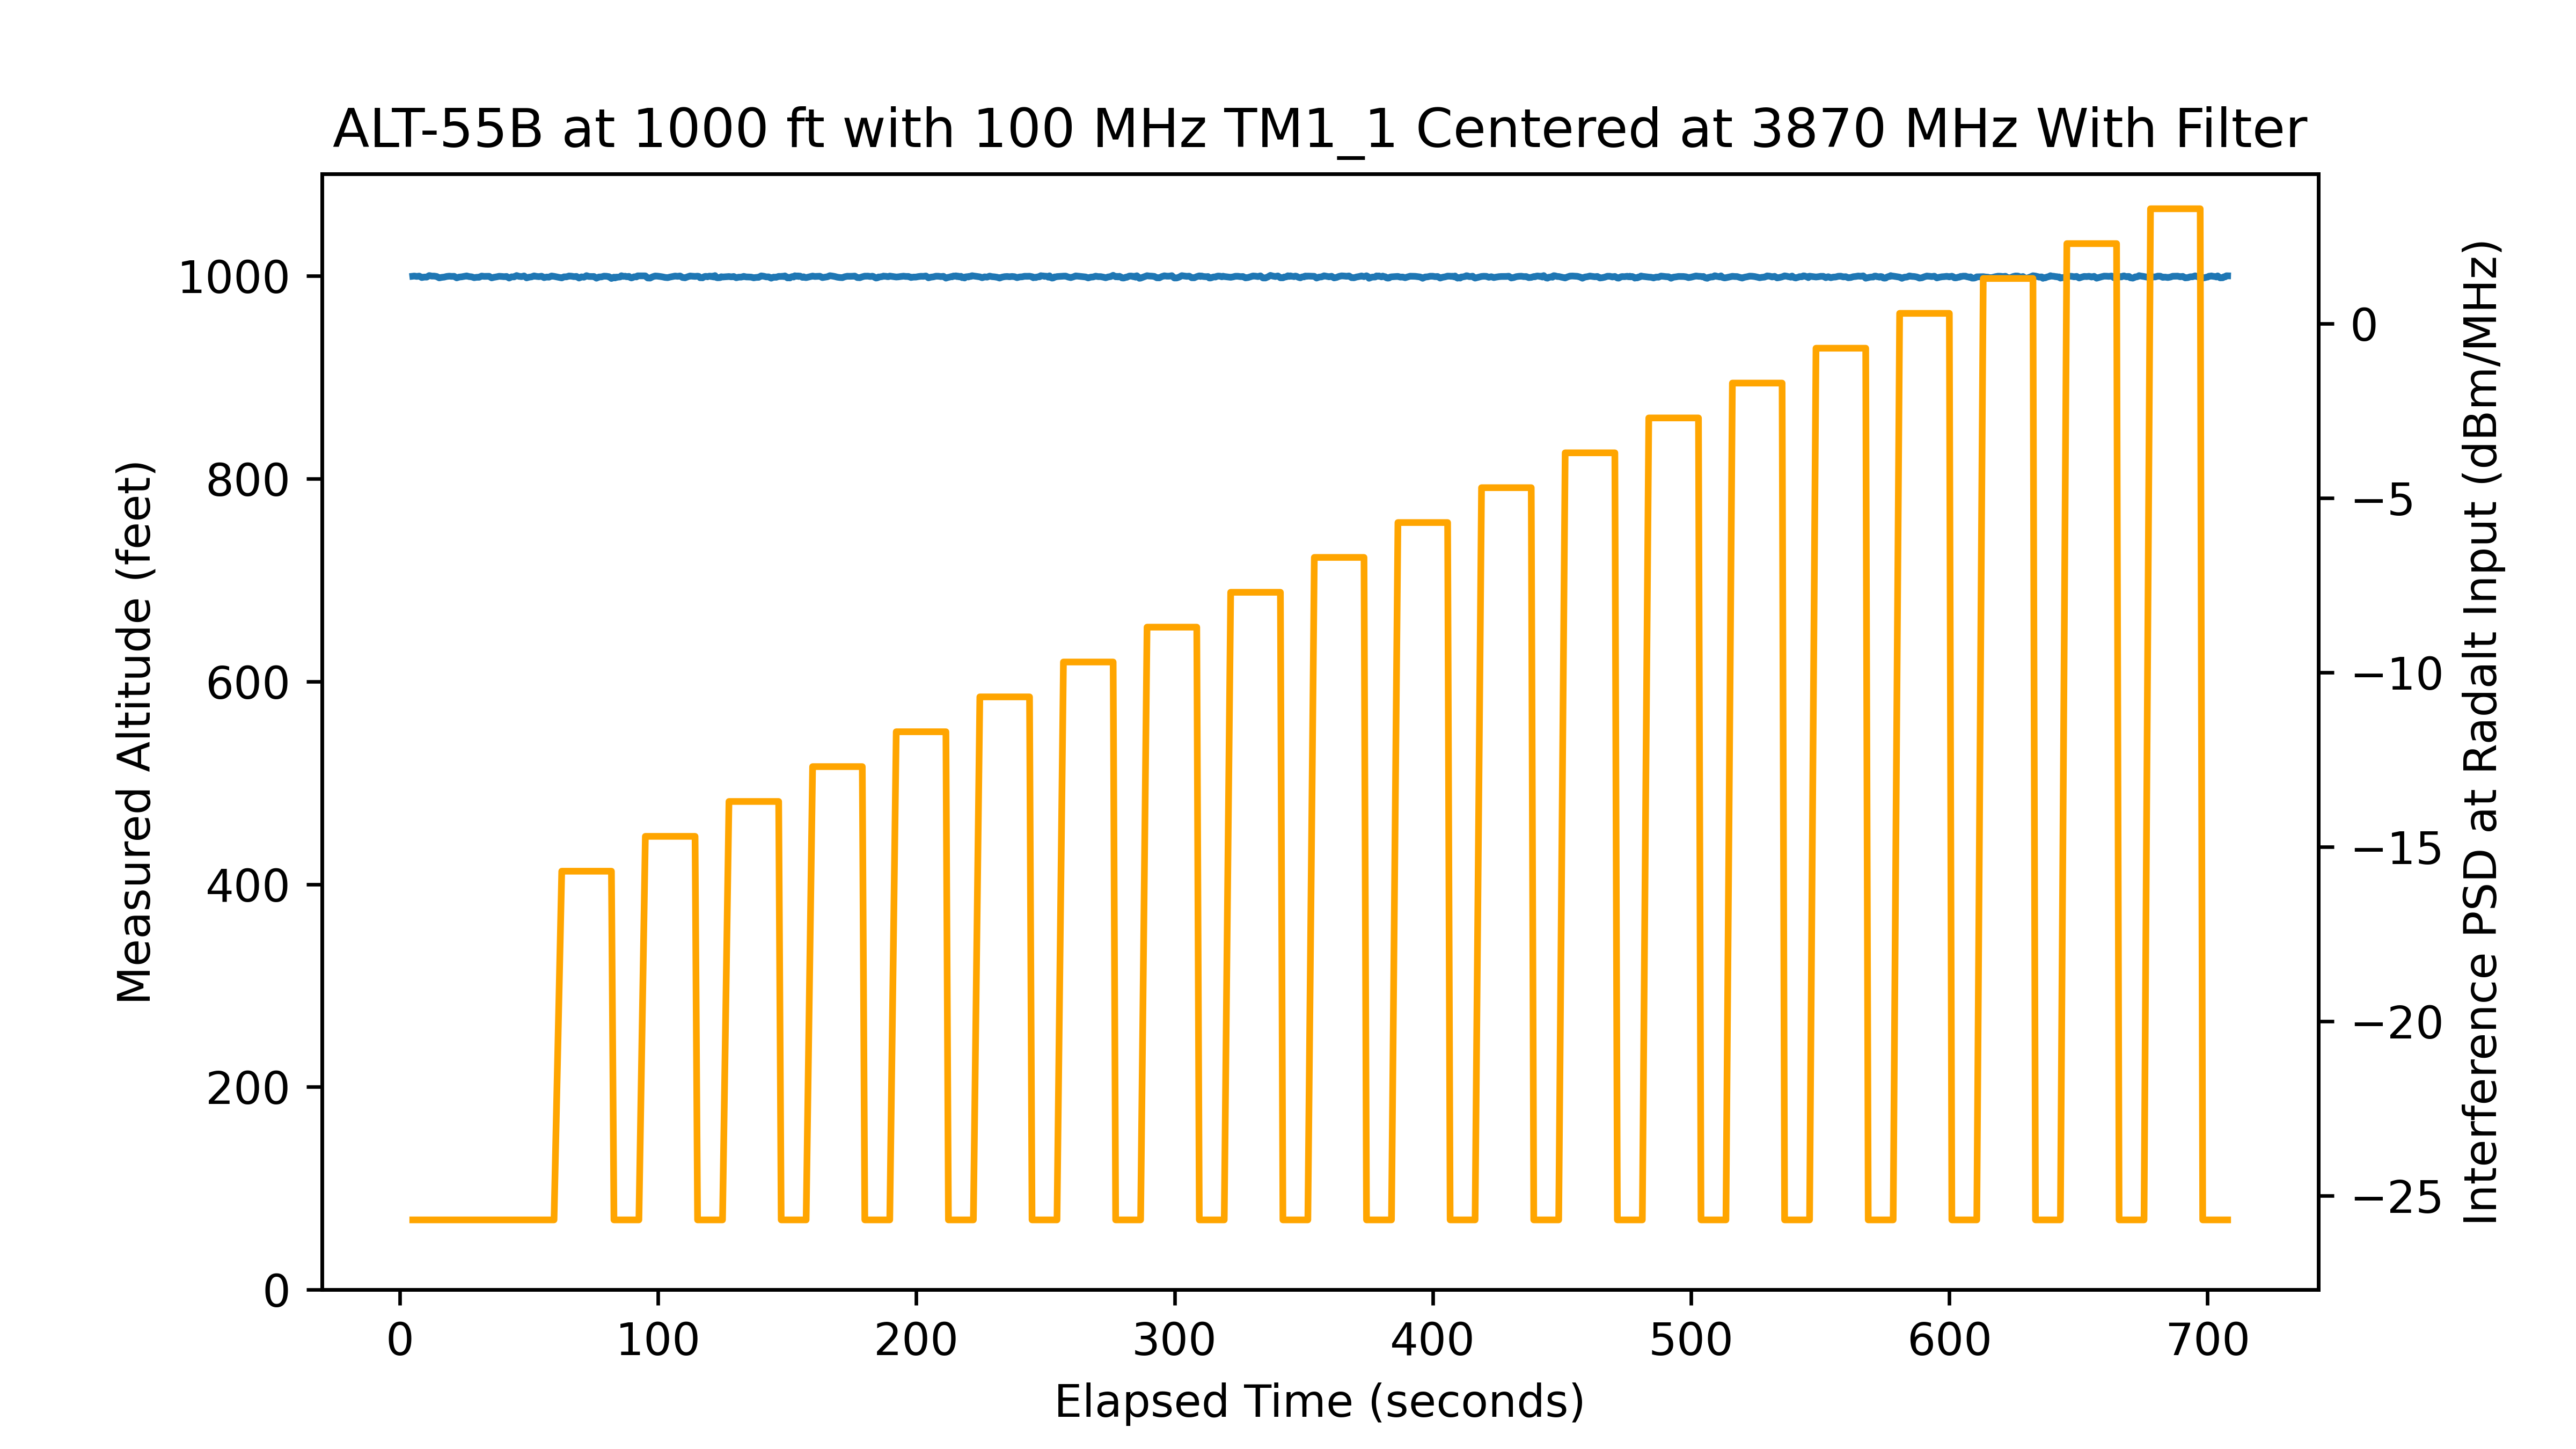 ALT-55B at 1000 ft with 100 MHz TM1_1 Centered at 3870 MHz With Filter
Measured Altitude (feet)
1000
800
600
400
200
0
0
−5
−10
−15
−20
−25
Interference PSD at Radalt Input (dBm/MHz)
0 100 200 300 400 500 600 700
Elapsed Time (seconds)